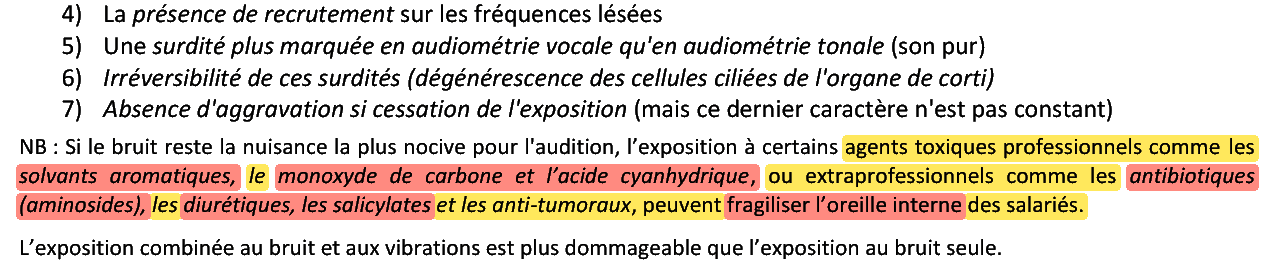 4) La présence de recrutement sur les fréquences lésées
5) Une surdité plus marquée en audiométrie vocale qu'en audiométrie tonale (son pur)
6) Irréversibilité de ces surdités (dégénérescence des cellules ciliées de l'organe de corti)
7) Absence d'aggravation si cessation de l'exposition (mais ce dernier caractère n'est pas constant)
NB : Si le bruit reste la nuisance la plus nocive pour l'audition, l’exposition à certains agents toxiques professionnels comme les
solvants aromatiques, le monoxyde de carbone et l’acide cyanhydrique, ou extraprofessionnels comme les antibiotiques
(aminosides), les diurétiques, les salicylates et les anti-tumoraux, peuvent fragiliser l’oreille interne des salariés.
L’exposition combinée au bruit et aux vibrations est plus dommageable que l’exposition au bruit seule.